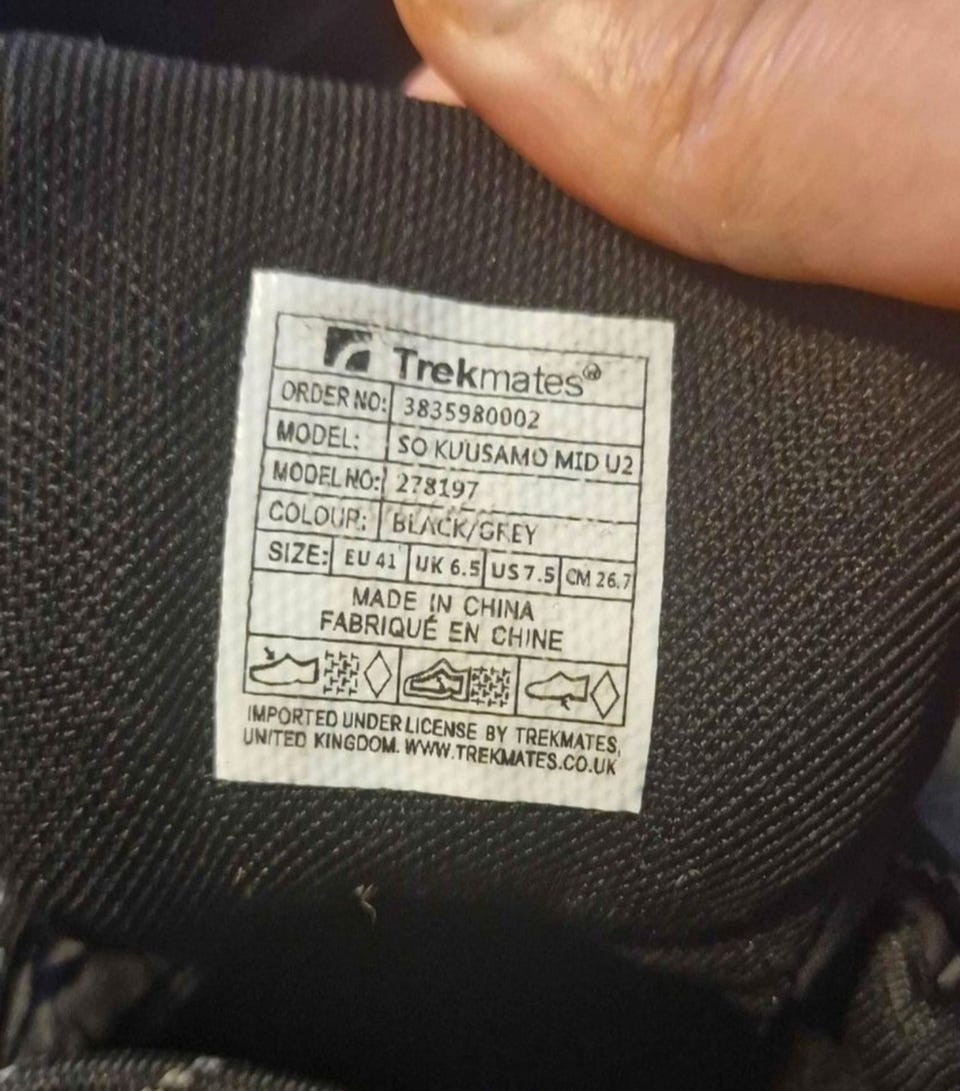 Trekmates®
ORDER NO: 3835980002
MODEL: SO KUUSAMO MID U2
MODEL NO: 278197
COLOUR: BLACK/GREY
SIZE: EU 41 UK 6.5 US 7.5 CM 26.7
MADE IN CHINA
FABRIQUÉ EN CHINE
IMPORTED UNDER LICENSE BY TREKMATES,
UNITED KINGDOM. WWW.TREKMATES.CO.UK